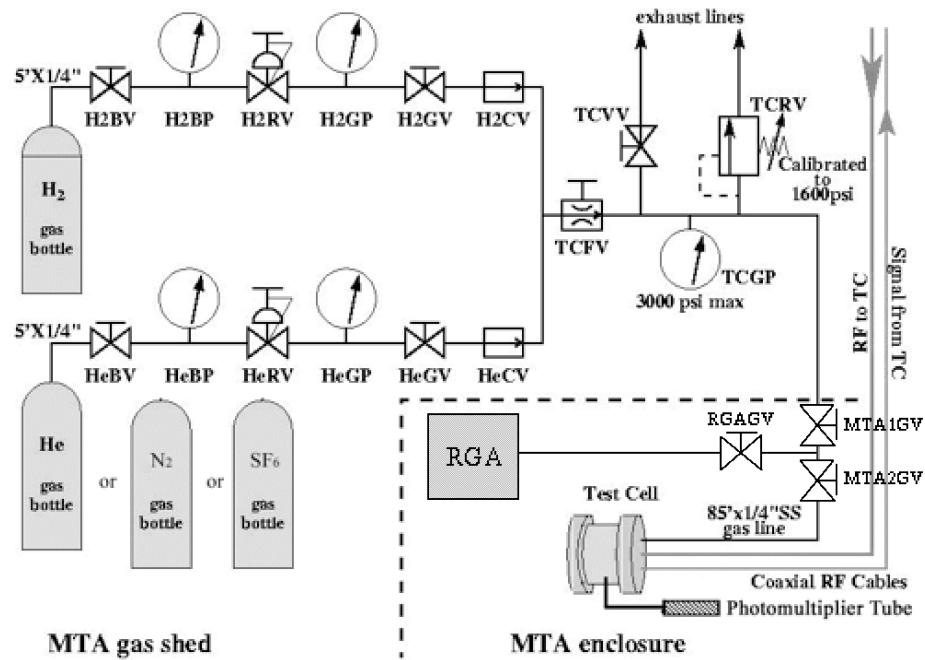 exhaust lines
5'X1/4"
H2BV
H2BP
H2RV
H2GP
H2GV
H2CV
TCVV
TCRV
Calibrated
to
1600psi
H2
gas
bottle
TCFV
TCGP
3000 psi max
RF to TC
Signal from TC
5'X1/4"
HeBV
HeBP
HeRV
HeGP
HeGV
HeCV
He
gas
bottle
or
N2
gas
bottle
or
SF6
gas
bottle
RGA
RGAGV
MTA1GV
MTA2GV
Test Cell
85'x1/4"SS
gas line
Coaxial RF Cables
Photomultiplier Tube
MTA gas shed
MTA enclosure